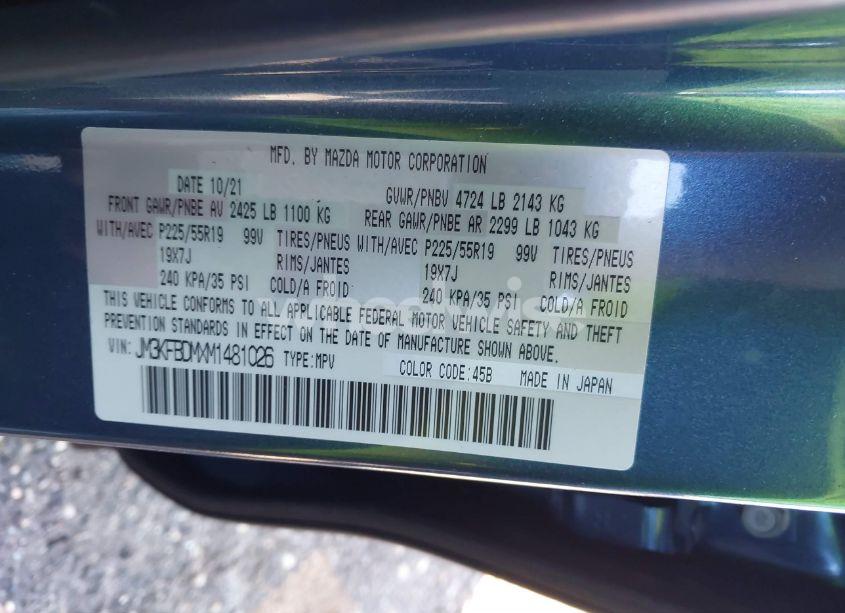 MFD. BY MAZDA MOTOR CORPORATION
DATE 10/21 GVWR/PNBV 4724 LB 2143 KG
FRONT GAWR/PNBE AV 2425 LB 1100 KG REAR GAWR/PNBE AR 2299 LB 1043 KG
WITH/AVEC P225/55R19 99V TIRES/PNEUS WITH/AVEC P225/55R19 99V TIRES/PNEUS
19X7J RIMS/JANTES 19X7J RIMS/JANTES
240 KPA/35 PSI COLD/A FROID 240 KPA/35 PSI COLD/A FROID
THIS VEHICLE CONFORMS TO ALL APPLICABLE FEDERAL MOTOR VEHICLE SAFETY AND THEFT
PREVENTION STANDARDS IN EFFECT ON THE DATE OF MANUFACTURE SHOWN ABOVE.
VIN: JM3KFBDMXM1481026 TYPE:MPV COLOR CODE:45B MADE IN JAPAN